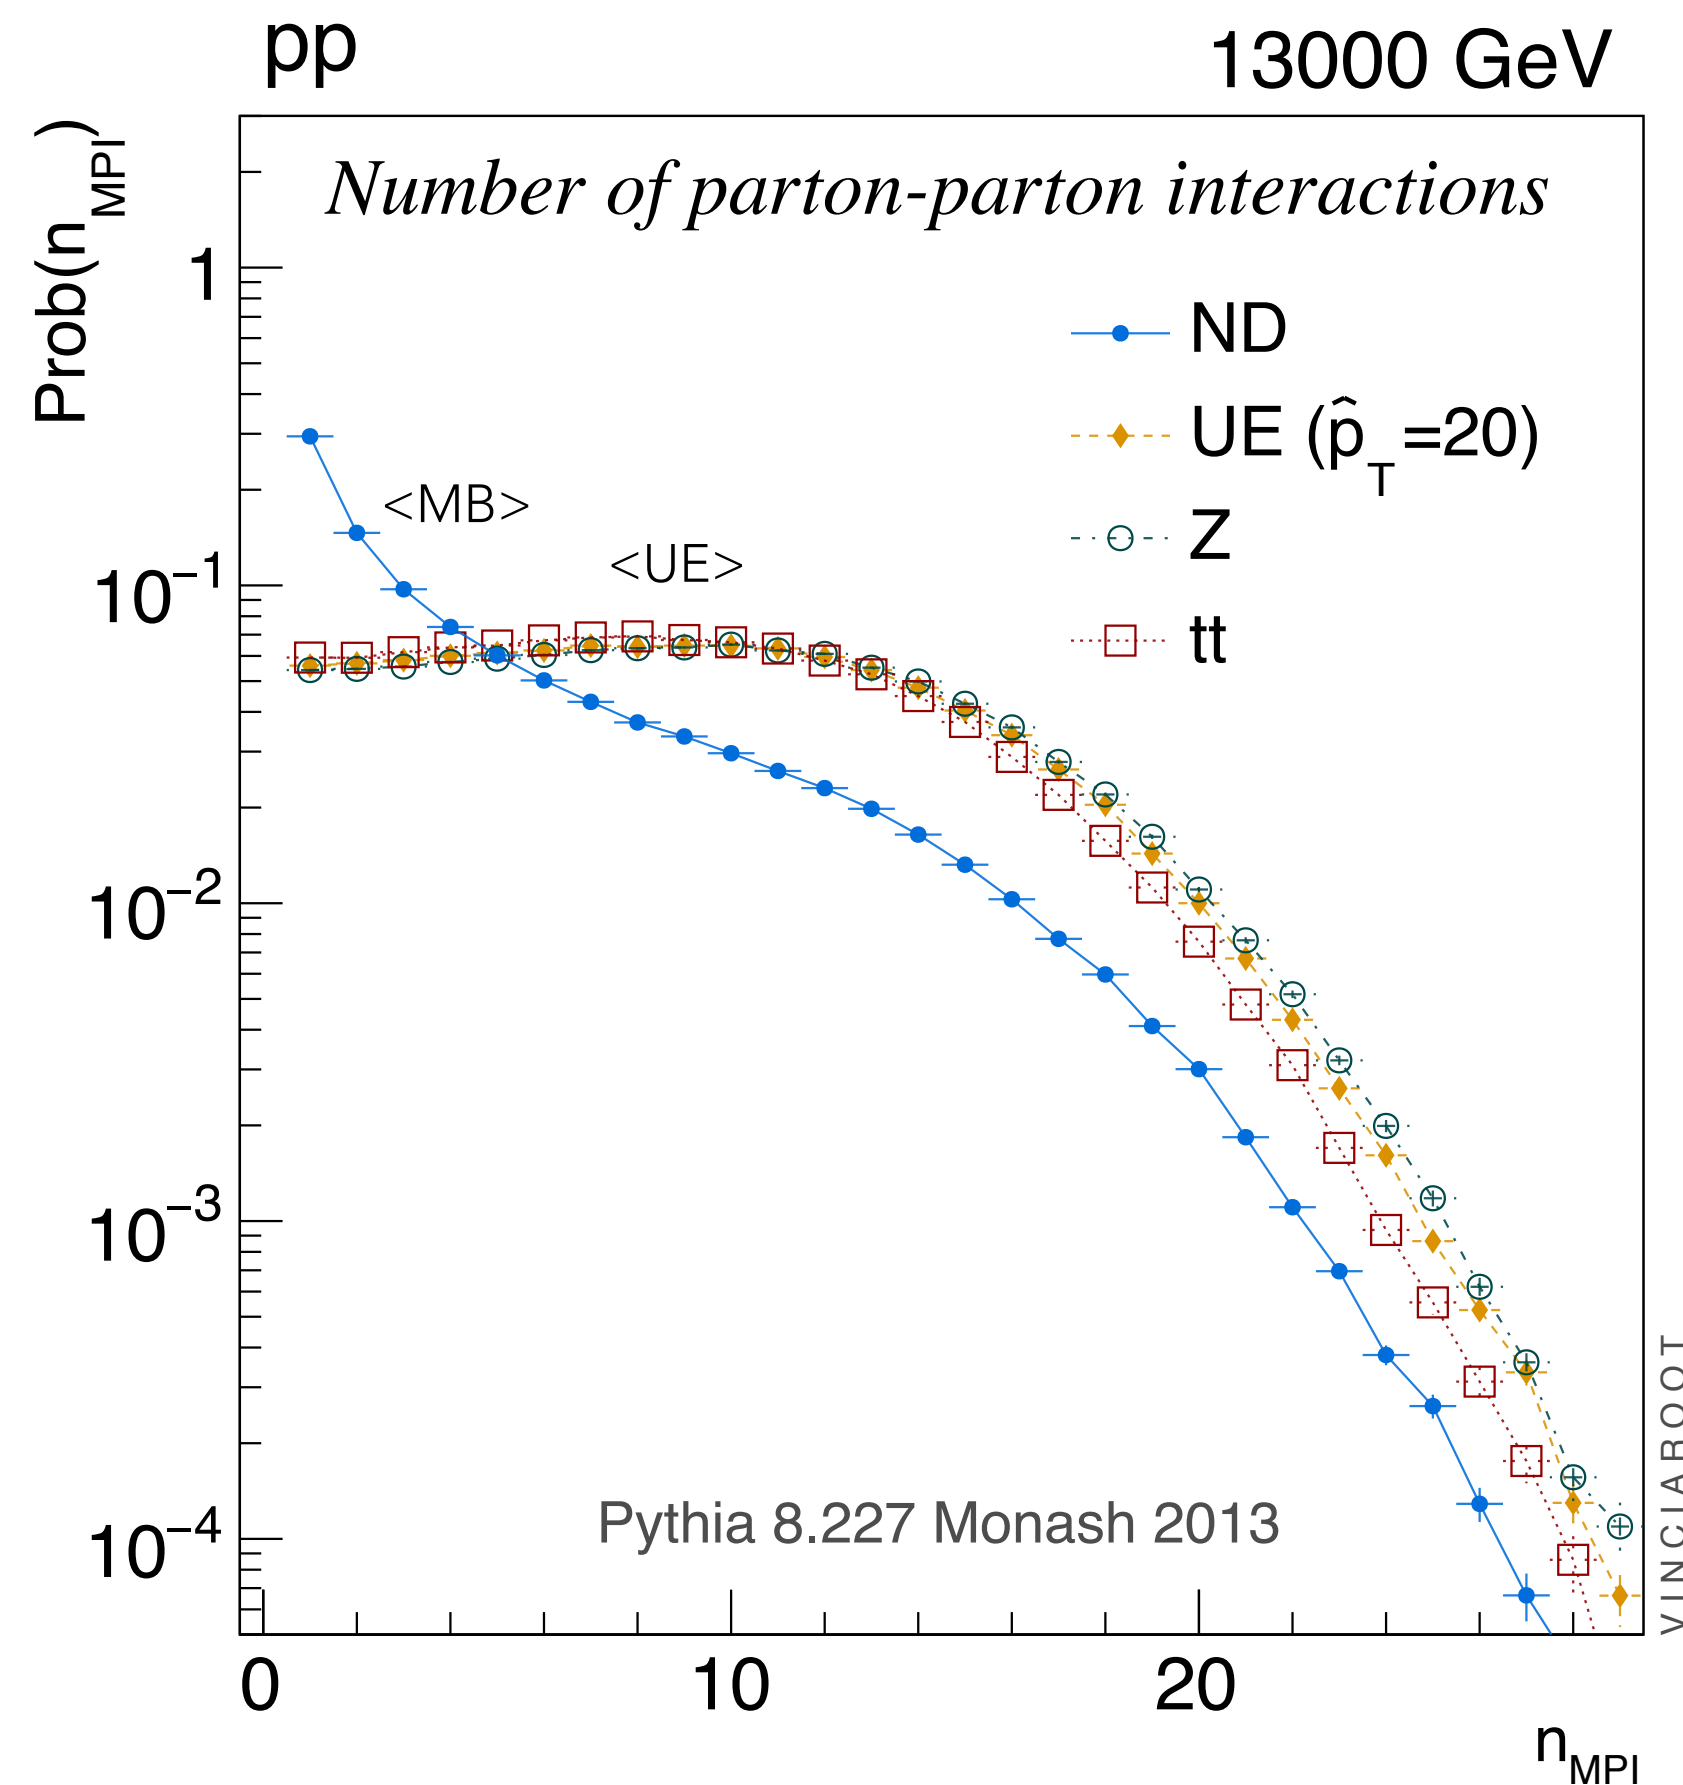 pp 13000 GeV
Prob(n_MPI)
Number of parton-parton interactions
1
ND
UE (p̂_T=20)
<MB>
Z
<UE>
10⁻¹
tt
10⁻²
10⁻³
Pythia 8.227 Monash 2013
10⁻⁴
VINCIAROOT
0 10 20
n_MPI